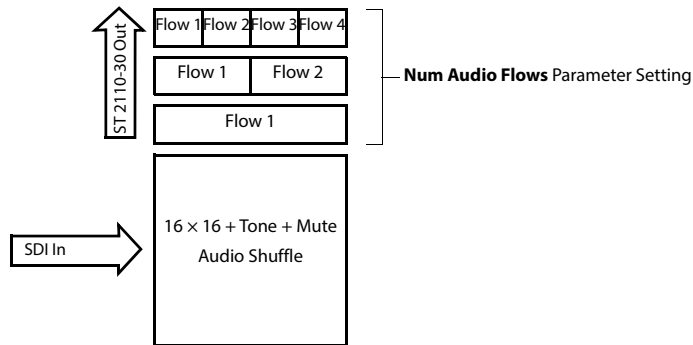 Flow 1 Flow 2 Flow 3 Flow 4
Flow 1 Flow 2
Flow 1
ST 2110-30 Out
Num Audio Flows Parameter Setting
16 × 16 + Tone + Mute
Audio Shuffle
SDI In